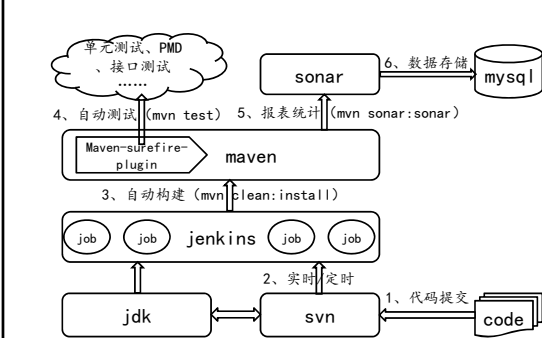 单元测试、PMD
、接口测试
……
sonar
6、数据存储
mysql
4、自动测试（mvn test）
5、报表统计（mvn sonar:sonar）
Maven-surefire-
plugin
maven
3、自动构建（mvn clean:install）
job
job
jenkins
job
job
2、实时/定时
1、代码提交
jdk
svn
code